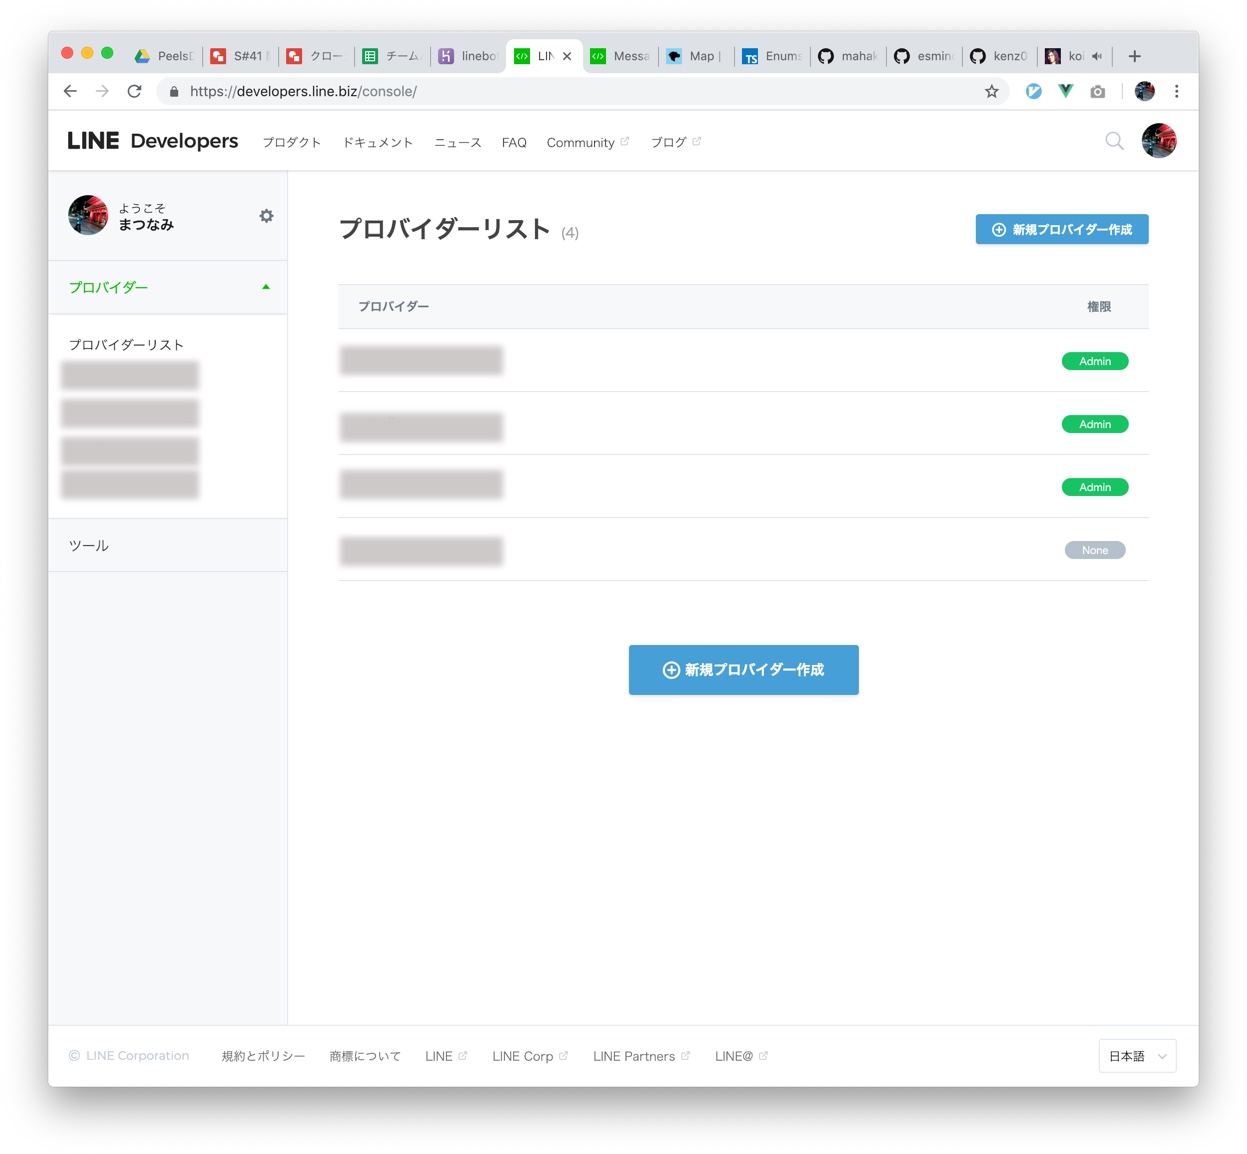 PeelsD
S#41
クロー
チーム
linebo
LIN
Messa
Map |
Enums
mahak
esmin
kenz0
koi
https://developers.line.biz/console/
LINE Developers
プロダクト
ドキュメント
ニュース
FAQ
Community
ブログ
ようこそ
まつなみ
プロバイダー
プロバイダーリスト
ツール
プロバイダーリスト (4)
新規プロバイダー作成
プロバイダー 権限
Admin
Admin
Admin
None
新規プロバイダー作成
© LINE Corporation
規約とポリシー
商標について
LINE
LINE Corp
LINE Partners
LINE@
日本語